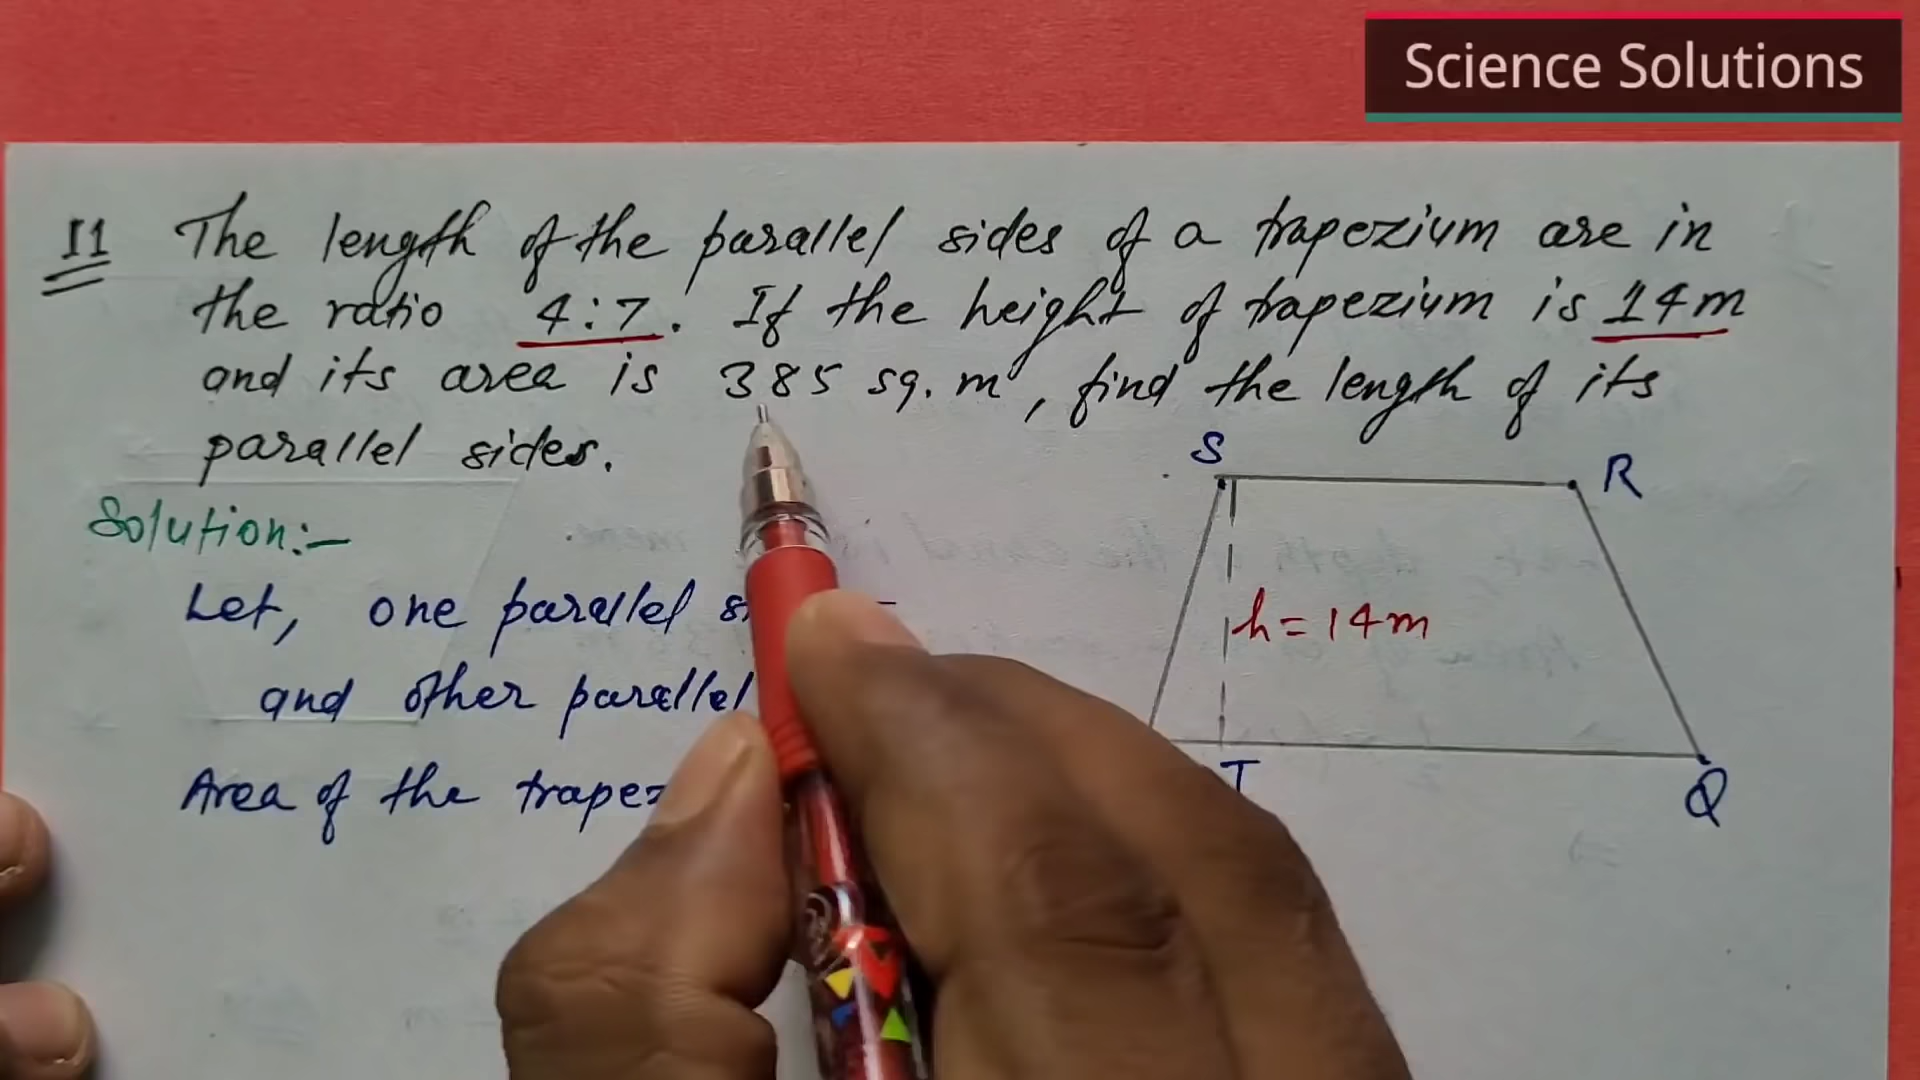 Science Solutions
11 The length of the parallel sides of a trapezium are in
the ratio 4:7. If the height of trapezium is 14m
and its area is 385 sq. m, find the length of its
parallel sides.
S
R
Solution:-
Let, one parallel
h = 14m
and other parallel
T
Q
Area of the